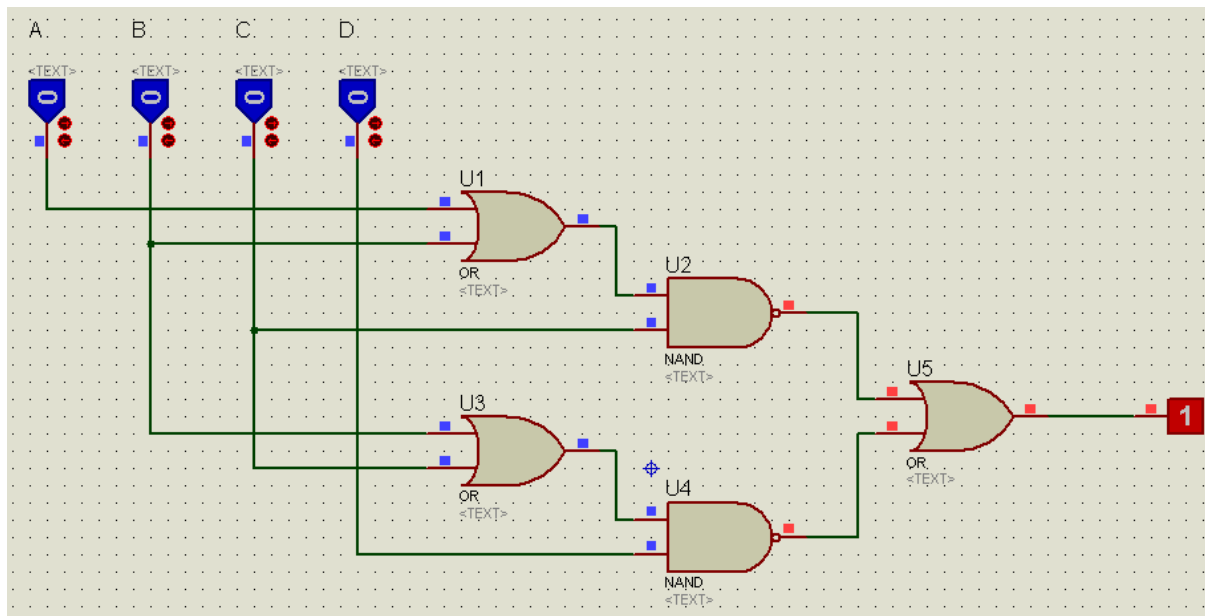 A B C D
<TEXT> <TEXT> <TEXT> <TEXT>
0 0 0 0
U1
OR
<TEXT>
U2
NAND
<TEXT>
U3
OR
<TEXT>
U4
NAND
<TEXT>
U5
OR
<TEXT>
1